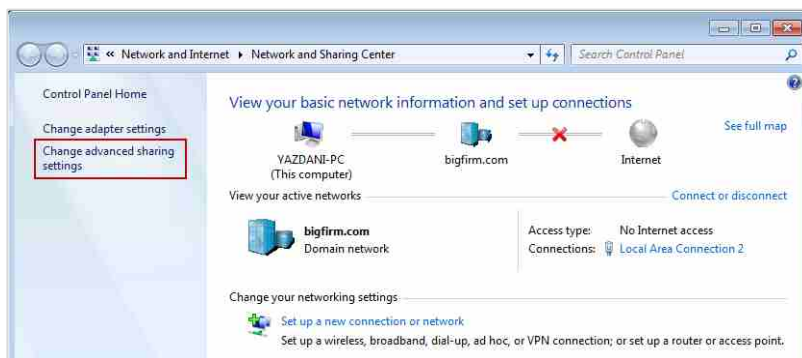 « Network and Internet ▸ Network and Sharing Center
Search Control Panel
Control Panel Home
Change adapter settings
Change advanced sharing
settings
View your basic network information and set up connections
See full map
YAZDANI-PC
(This computer)
bigfirm.com
Internet
View your active networks
Connect or disconnect
bigfirm.com
Domain network
Access type: No Internet access
Connections: Local Area Connection 2
Change your networking settings
Set up a new connection or network
Set up a wireless, broadband, dial-up, ad hoc, or VPN connection; or set up a router or access point.